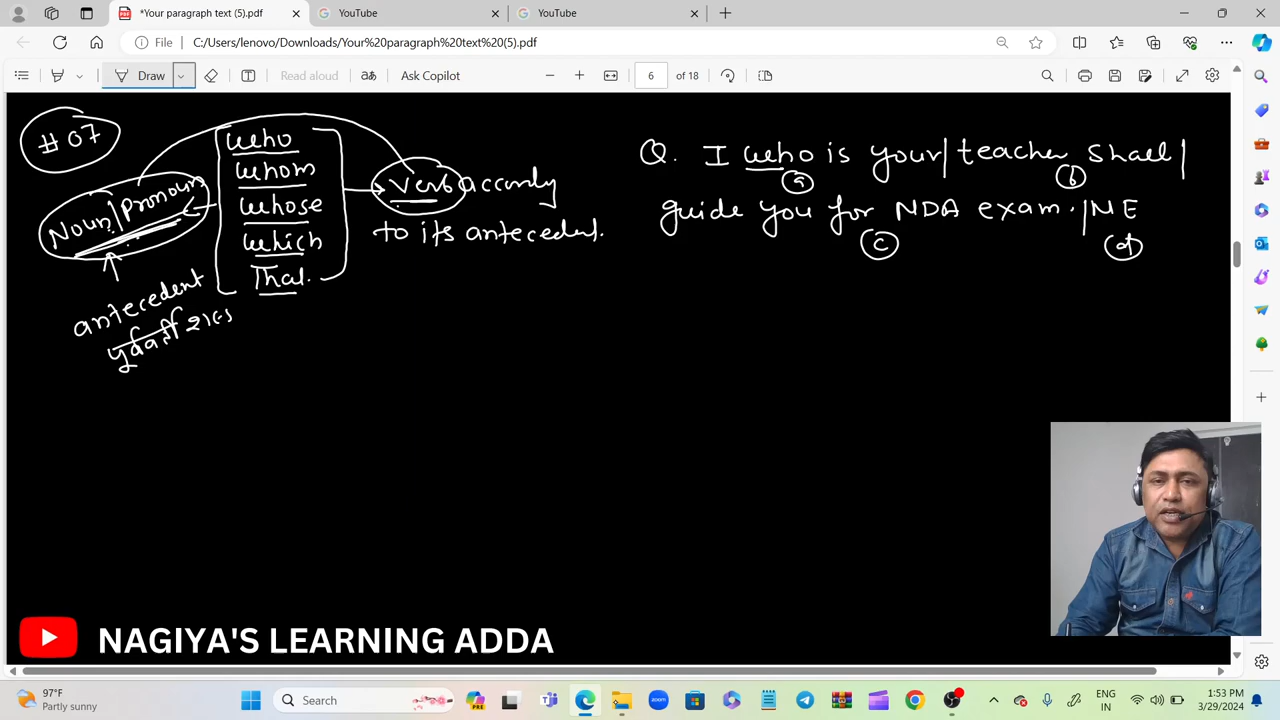 *Your paragraph text (5).pdf
YouTube
YouTube
File
C:/Users/lenovo/Downloads/Your%20paragraph%20text%20(5).pdf
Draw
Read aloud
Ask Copilot
6
of 18
# 07
who
whom
whose
which
That.
Noun/Pronoun
antecedent
verb accordly
to its antecedent.
Q. I who is your/ teacher shall/
(a) (b)
guide you for NDA exam./NE
(c) (d)
NAGIYA'S LEARNING ADDA
97°F
Partly sunny
Search
ENG
IN
1:53 PM
3/29/2024